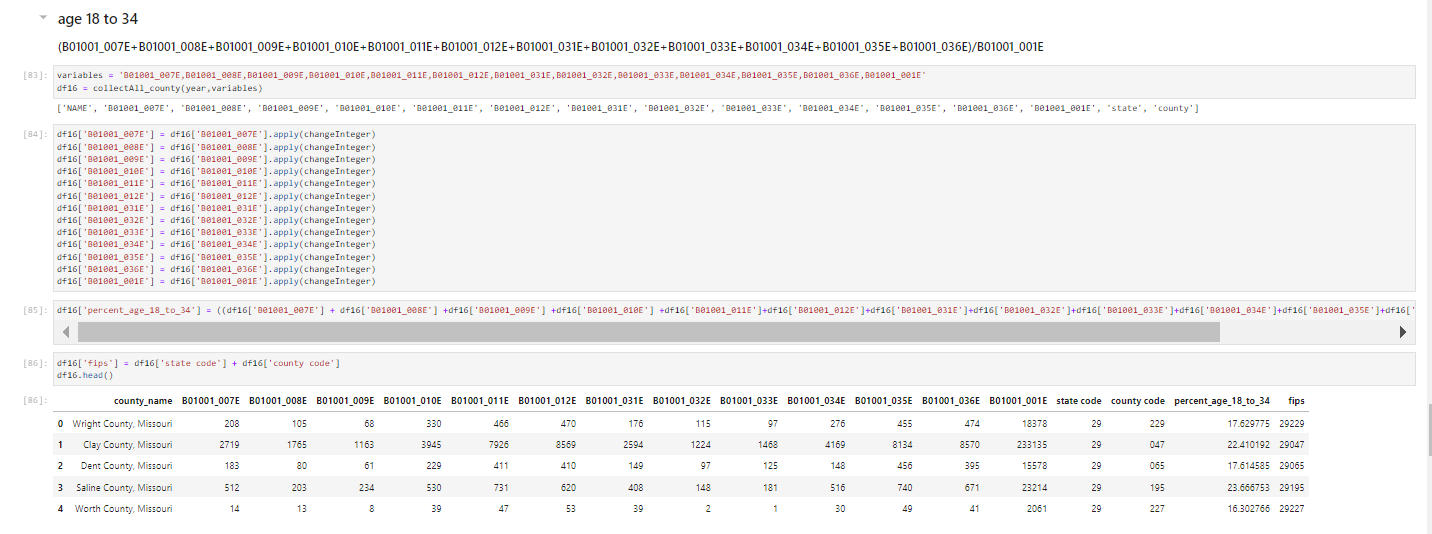 age 18 to 34
(B01001_007E+B01001_008E+B01001_009E+B01001_010E+B01001_011E+B01001_012E+B01001_031E+B01001_032E+B01001_033E+B01001_034E+B01001_035E+B01001_036E)/B01001_001E
[83]: variables = 'B01001_007E,B01001_008E,B01001_009E,B01001_010E,B01001_011E,B01001_012E,B01001_031E,B01001_032E,B01001_033E,B01001_034E,B01001_035E,B01001_036E,B01001_001E'
df16 = collectAll_county(year,variables)
['NAME', 'B01001_007E', 'B01001_008E', 'B01001_009E', 'B01001_010E', 'B01001_011E', 'B01001_012E', 'B01001_031E', 'B01001_032E', 'B01001_033E', 'B01001_034E', 'B01001_035E', 'B01001_036E', 'B01001_001E', 'state', 'county']
[84]: df16['B01001_007E'] = df16['B01001_007E'].apply(changeInteger)
df16['B01001_008E'] = df16['B01001_008E'].apply(changeInteger)
df16['B01001_009E'] = df16['B01001_009E'].apply(changeInteger)
df16['B01001_010E'] = df16['B01001_010E'].apply(changeInteger)
df16['B01001_011E'] = df16['B01001_011E'].apply(changeInteger)
df16['B01001_012E'] = df16['B01001_012E'].apply(changeInteger)
df16['B01001_031E'] = df16['B01001_031E'].apply(changeInteger)
df16['B01001_032E'] = df16['B01001_032E'].apply(changeInteger)
df16['B01001_033E'] = df16['B01001_033E'].apply(changeInteger)
df16['B01001_034E'] = df16['B01001_034E'].apply(changeInteger)
df16['B01001_035E'] = df16['B01001_035E'].apply(changeInteger)
df16['B01001_036E'] = df16['B01001_036E'].apply(changeInteger)
df16['B01001_001E'] = df16['B01001_001E'].apply(changeInteger)
[85]: df16['percent_age_18_to_34'] = ((df16['B01001_007E'] + df16['B01001_008E'] +df16['B01001_009E'] +df16['B01001_010E'] +df16['B01001_011E']+df16['B01001_012E']+df16['B01001_031E']+df16['B01001_032E']+df16['B01001_033E']+df16['B01001_034E']+df16['B01001_035E']+df16['
[86]: df16['fips'] = df16['state code'] + df16['county code']
df16.head()
[86]: county_name B01001_007E B01001_008E B01001_009E B01001_010E B01001_011E B01001_012E B01001_031E B01001_032E B01001_033E B01001_034E B01001_035E B01001_036E B01001_001E state code county code percent_age_18_to_34 fips
0 Wright County, Missouri 208 105 68 330 466 470 176 115 97 276 455 474 18378 29 229 17.629775 29229
1 Clay County, Missouri 2719 1765 1163 3945 7926 8569 2594 1224 1468 4169 8134 8570 233135 29 047 22.410192 29047
2 Dent County, Missouri 183 80 61 229 411 410 149 97 125 148 456 395 15578 29 065 17.614585 29065
3 Saline County, Missouri 512 203 234 530 731 620 408 148 181 516 740 671 23214 29 195 23.666753 29195
4 Worth County, Missouri 14 13 8 39 47 53 39 2 1 30 49 41 2061 29 227 16.302766 29227